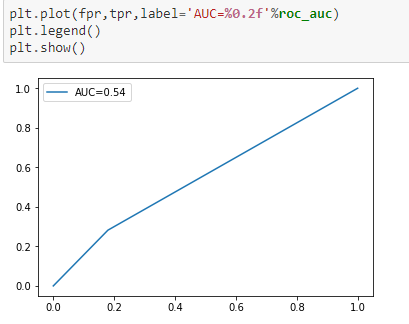 plt.plot(fpr,tpr,label='AUC=%0.2f'%roc_auc)
plt.legend()
plt.show()
AUC=0.54
1.0
0.8
0.6
0.4
0.2
0.0
0.0 0.2 0.4 0.6 0.8 1.0